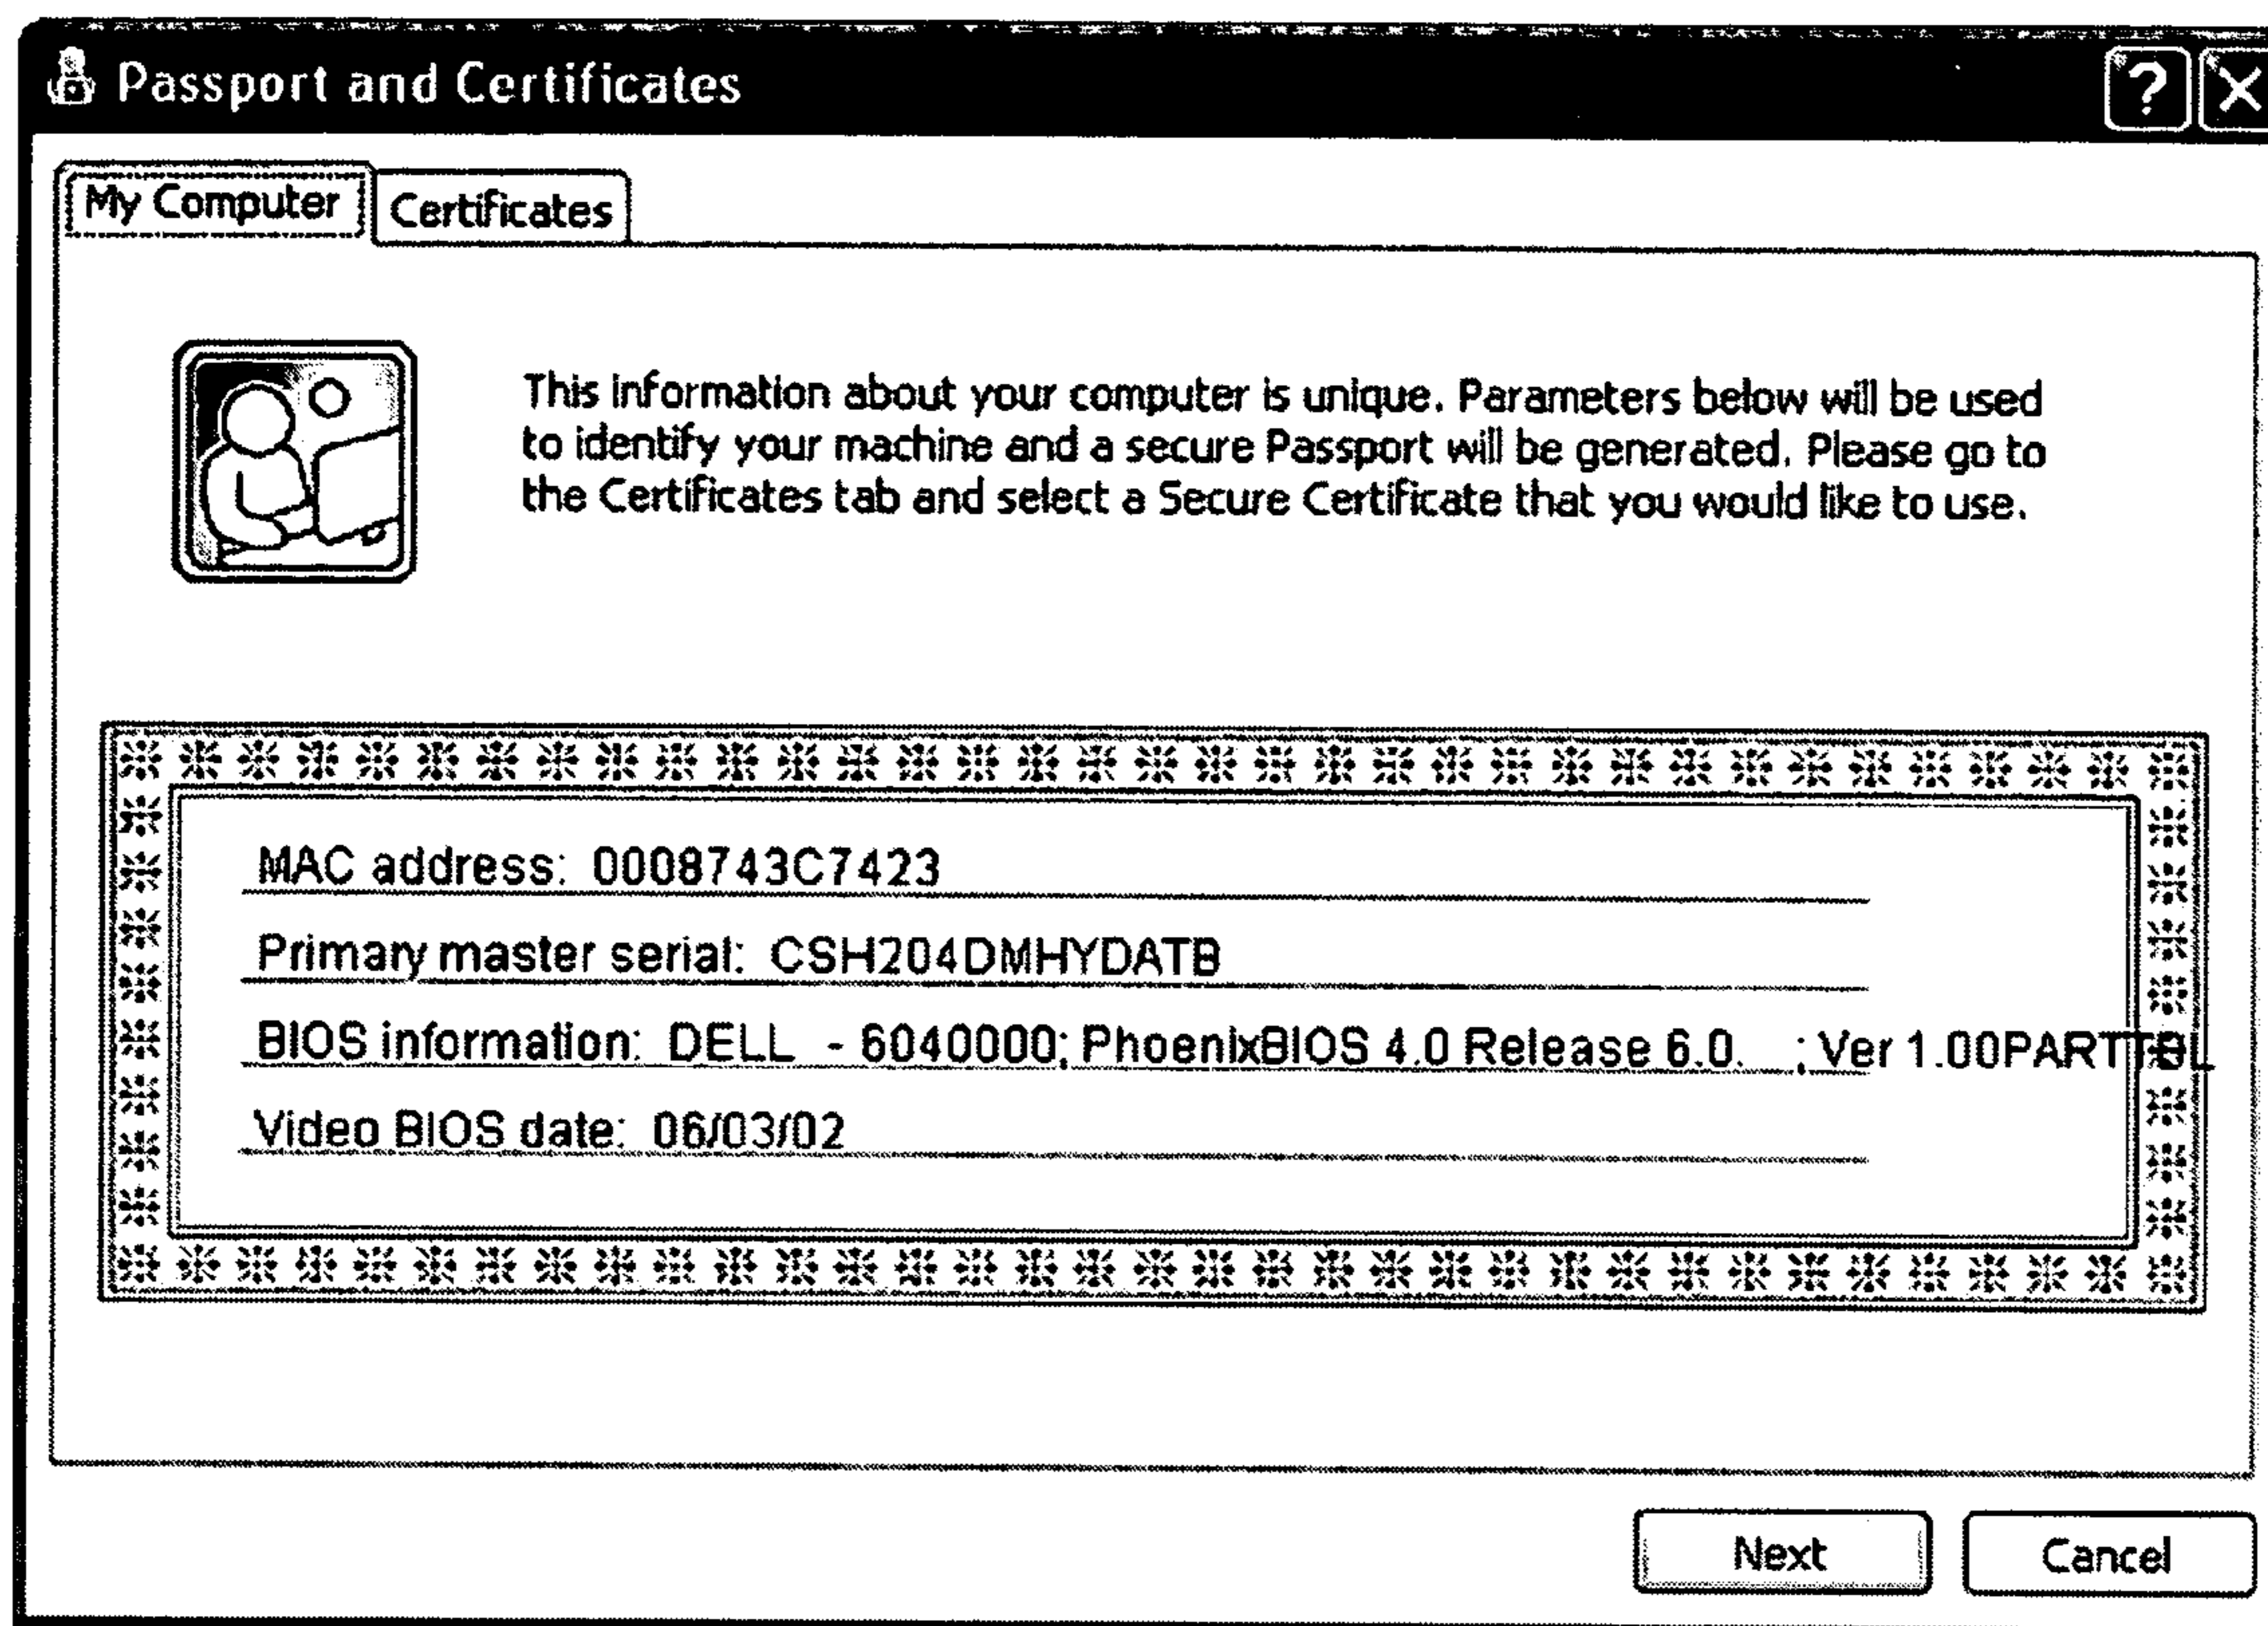 Passport and Certificates
My Computer
Certificates
This information about your computer is unique. Parameters below will be used
to identify your machine and a secure Passport will be generated. Please go to
the Certificates tab and select a Secure Certificate that you would like to use.
MAC address: 0008743C7423
Primary master serial: CSH204DMHYDATB
BIOS information: DELL - 6040000; PhoenixBIOS 4.0 Release 6.0. ; Ver 1.00PARTTBL
Video BIOS date: 06/03/02
Next
Cancel